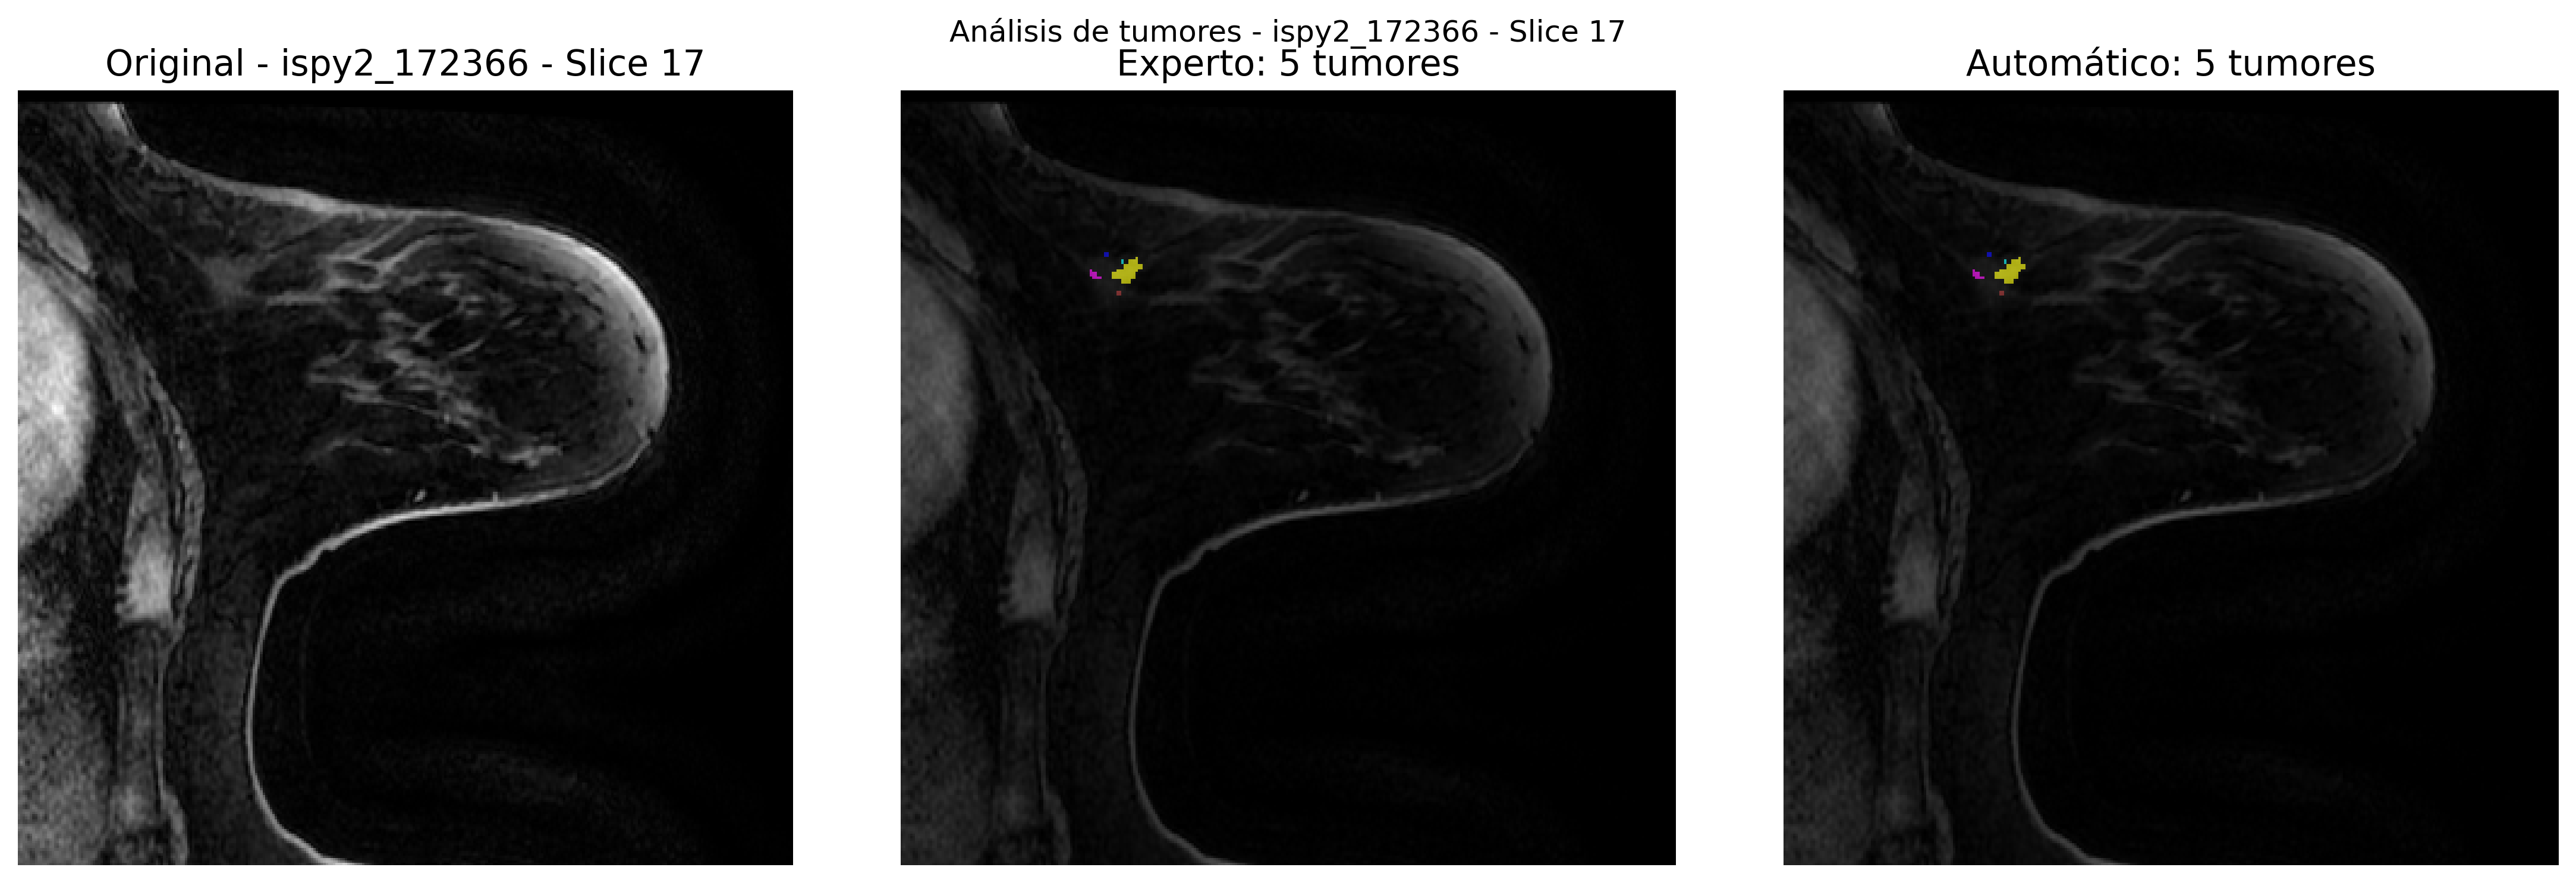 Análisis de tumores - ispy2_172366 - Slice 17
Original - ispy2_172366 - Slice 17
Experto: 5 tumores
Automático: 5 tumores